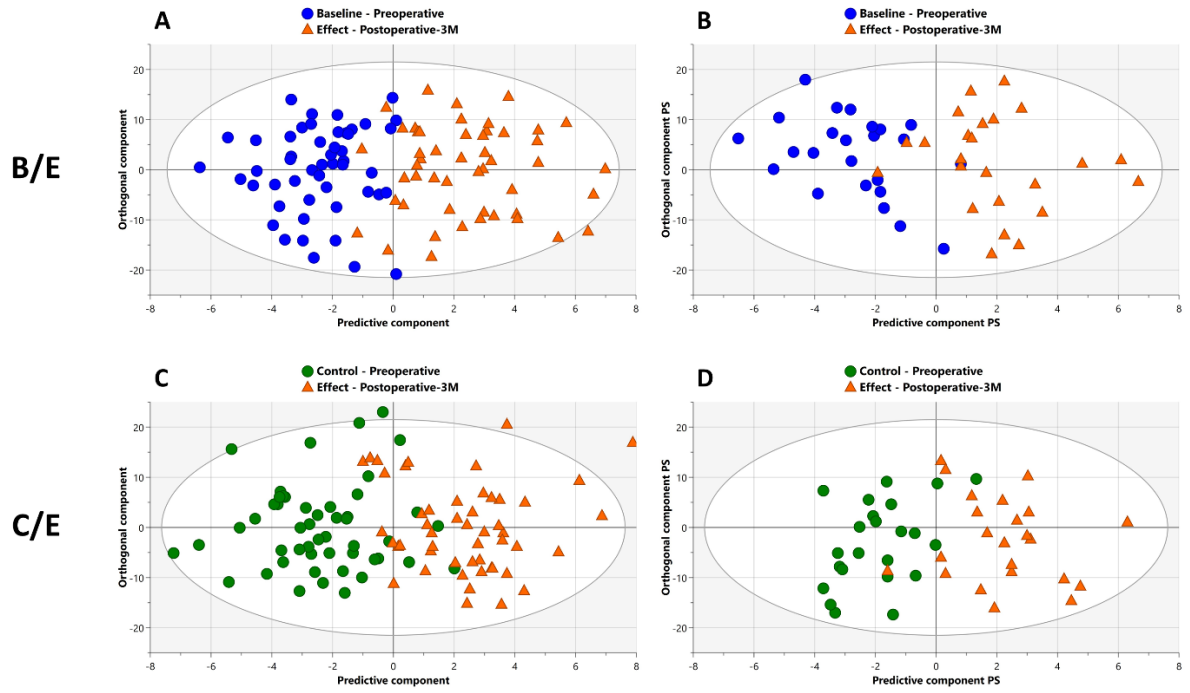 A
Baseline - Preoperative
Effect - Postoperative-3M
Orthogonal component
20
10
0
-10
-20
-8
-6
-4
-2
0
2
4
6
8
Predictive component
B
Baseline - Preoperative
Effect - Postoperative-3M
Orthogonal component PS
20
10
0
-10
-20
-8
-6
-4
-2
0
2
4
6
8
Predictive component PS
B/E
C
Control - Preoperative
Effect - Postoperative-3M
Orthogonal component
20
10
0
-10
-20
-8
-6
-4
-2
0
2
4
6
8
Predictive component
D
Control - Preoperative
Effect - Postoperative-3M
Orthogonal component PS
20
10
0
-10
-20
-8
-6
-4
-2
0
2
4
6
8
Predictive component PS
C/E